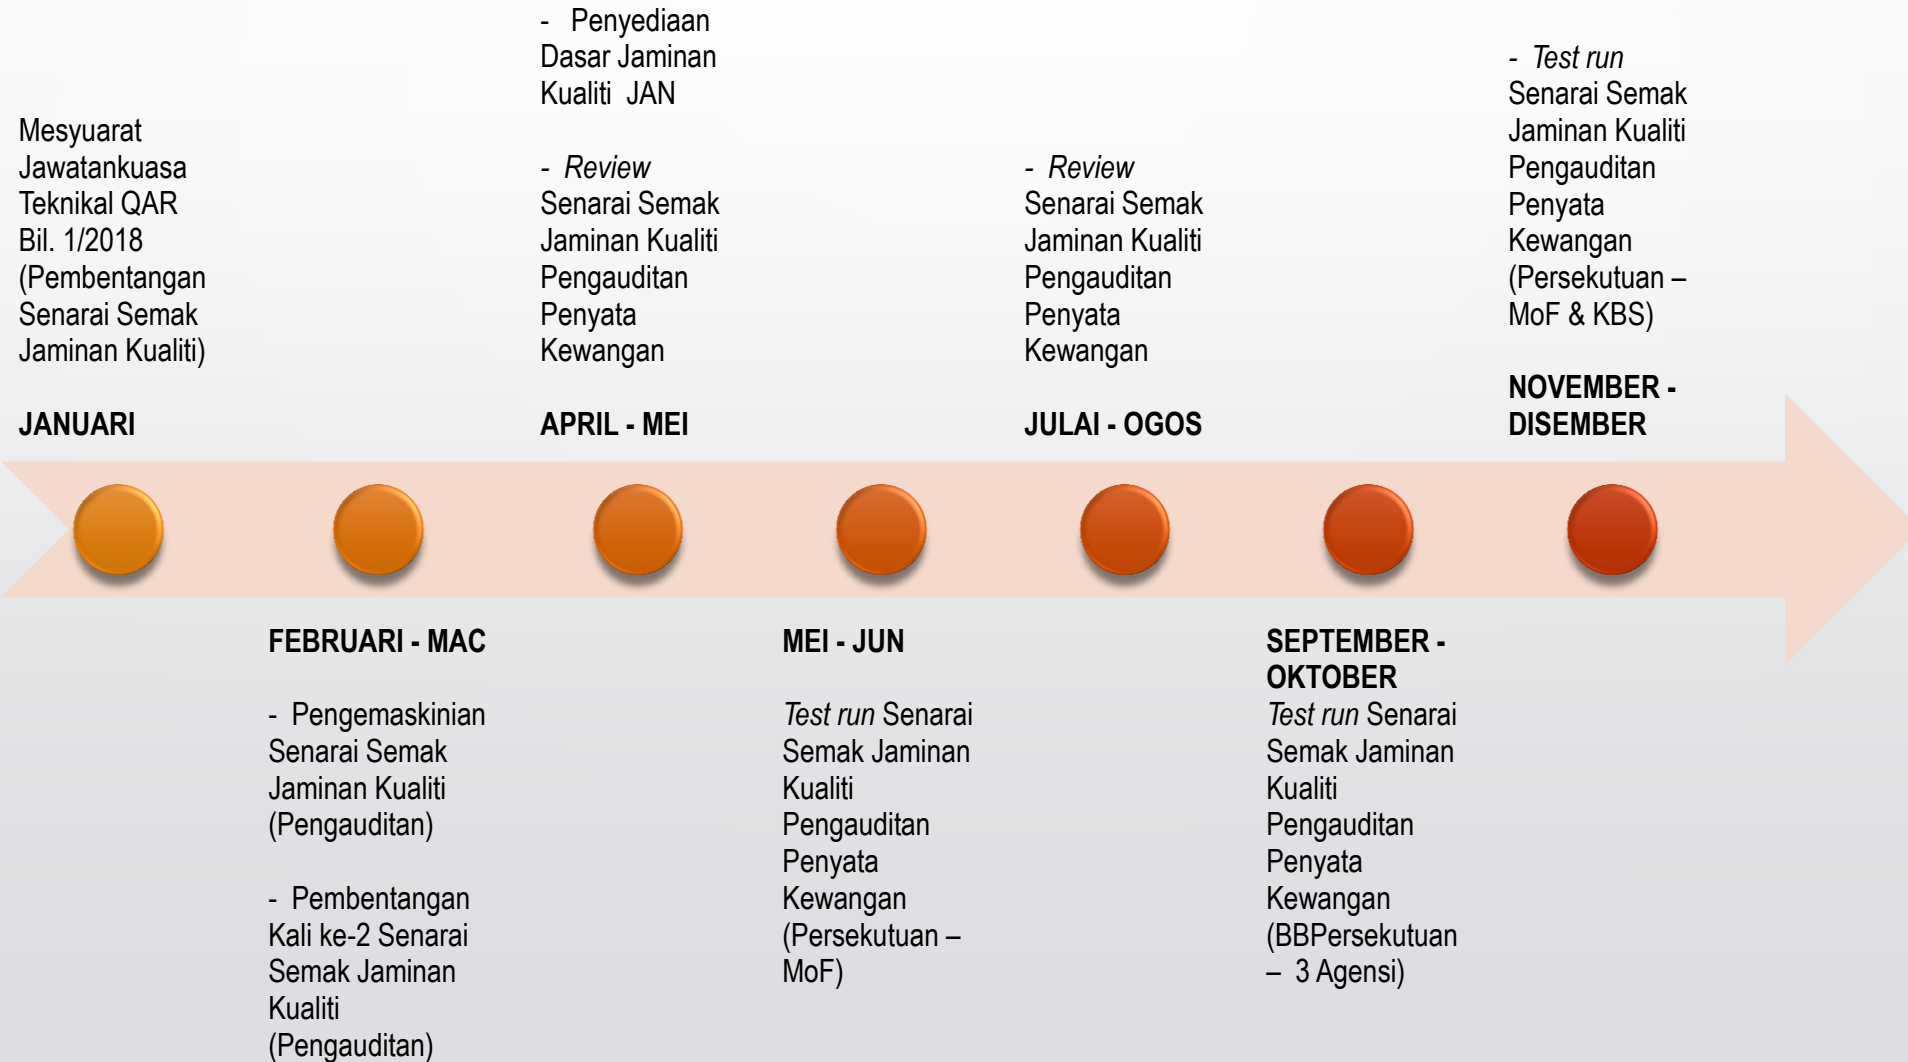 Mesyuarat
Jawatankuasa
Teknikal QAR
Bil. 1/2018
(Pembentangan
Senarai Semak
Jaminan Kualiti)
JANUARI
FEBRUARI - MAC
- Pengemaskinian
Senarai Semak
Jaminan Kualiti
(Pengauditan)
- Pembentangan
Kali ke-2 Senarai
Semak Jaminan
Kualiti
(Pengauditan)
- Penyediaan
Dasar Jaminan
Kualiti JAN
- Review
Senarai Semak
Jaminan Kualiti
Pengauditan
Penyata
Kewangan
APRIL - MEI
MEI - JUN
Test run Senarai
Semak Jaminan
Kualiti
Pengauditan
Penyata
Kewangan
(Persekutuan –
MoF)
- Review
Senarai Semak
Jaminan Kualiti
Pengauditan
Penyata
Kewangan
JULAI - OGOS
SEPTEMBER -
OKTOBER
Test run Senarai
Semak Jaminan
Kualiti
Pengauditan
Penyata
Kewangan
(BBPersekutuan
– 3 Agensi)
- Test run
Senarai Semak
Jaminan Kualiti
Pengauditan
Penyata
Kewangan
(Persekutuan –
MoF & KBS)
NOVEMBER -
DISEMBER